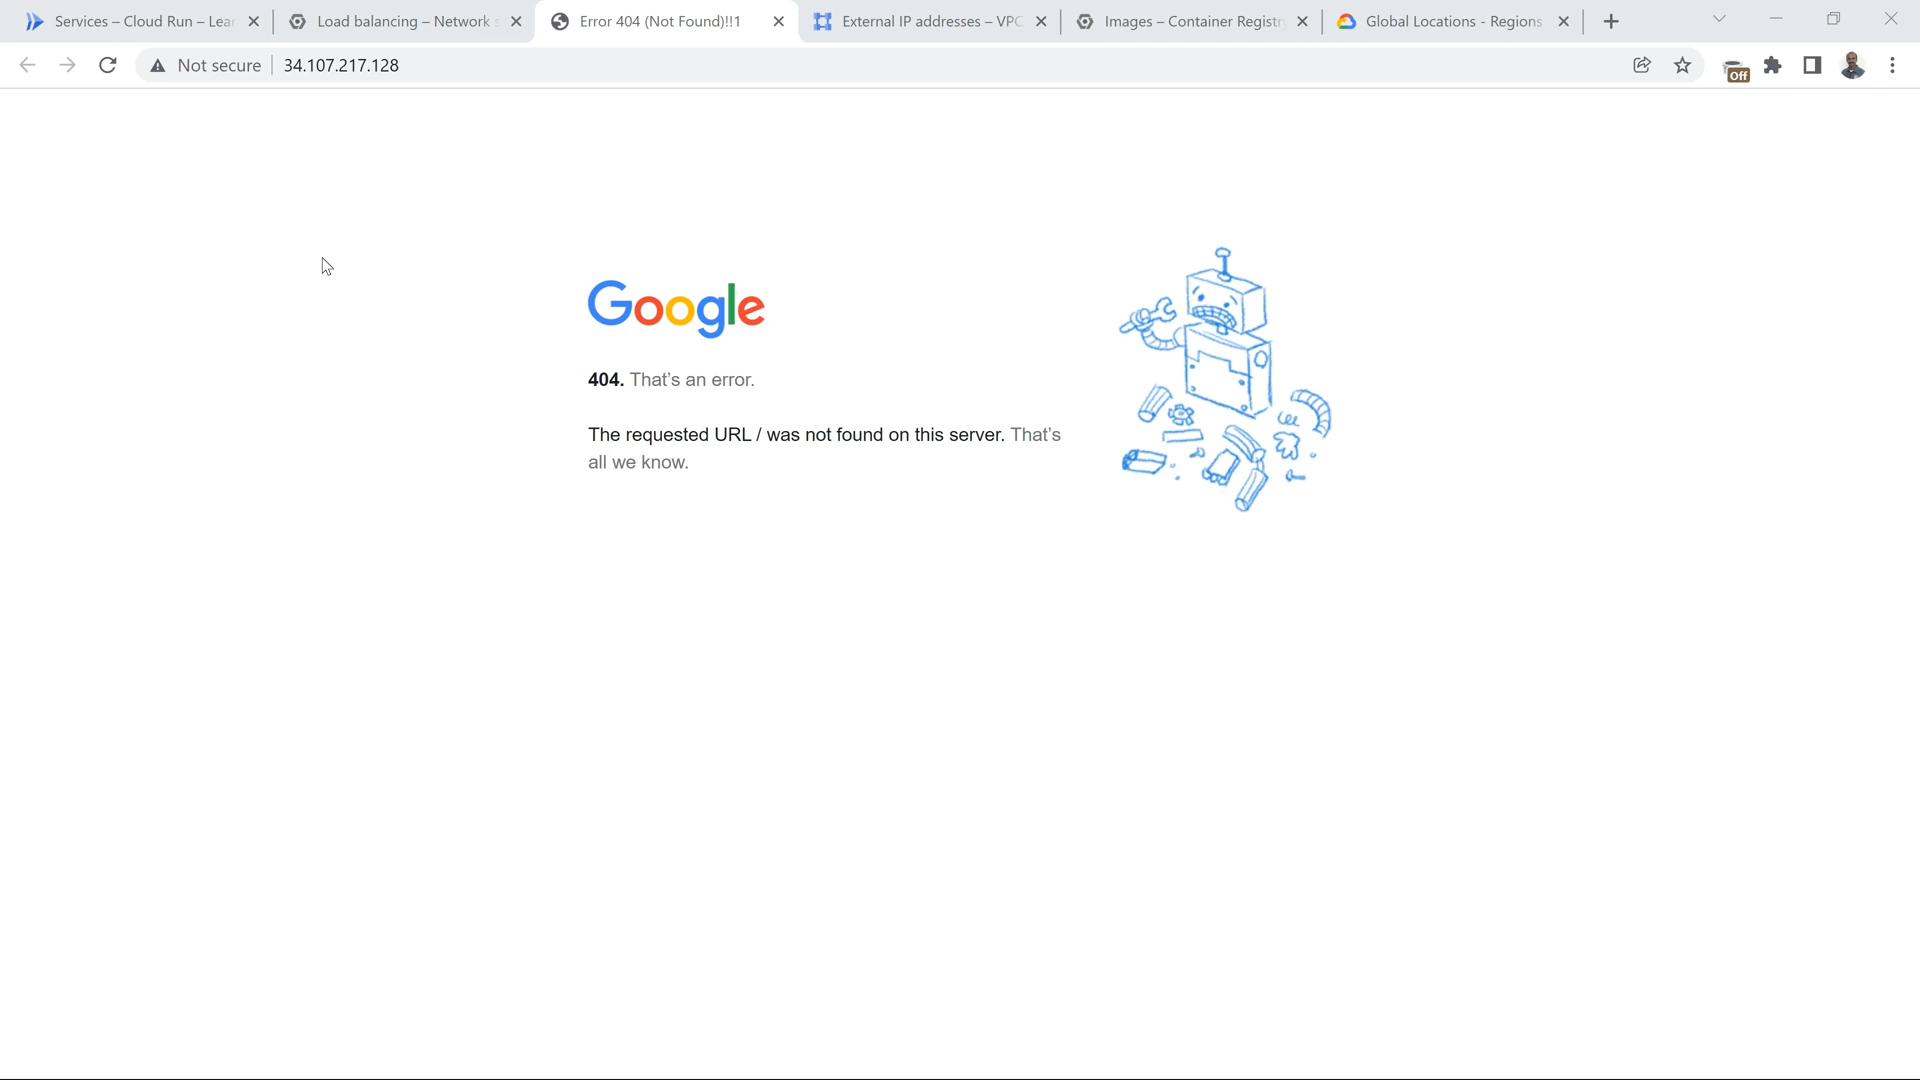 Services – Cloud Run – Lear
Load balancing – Network s
Error 404 (Not Found)!!1
External IP addresses – VPC
Images – Container Registr
Global Locations - Regions
Not secure
34.107.217.128
Off
Google
404. That’s an error.
The requested URL / was not found on this server. That’s
all we know.